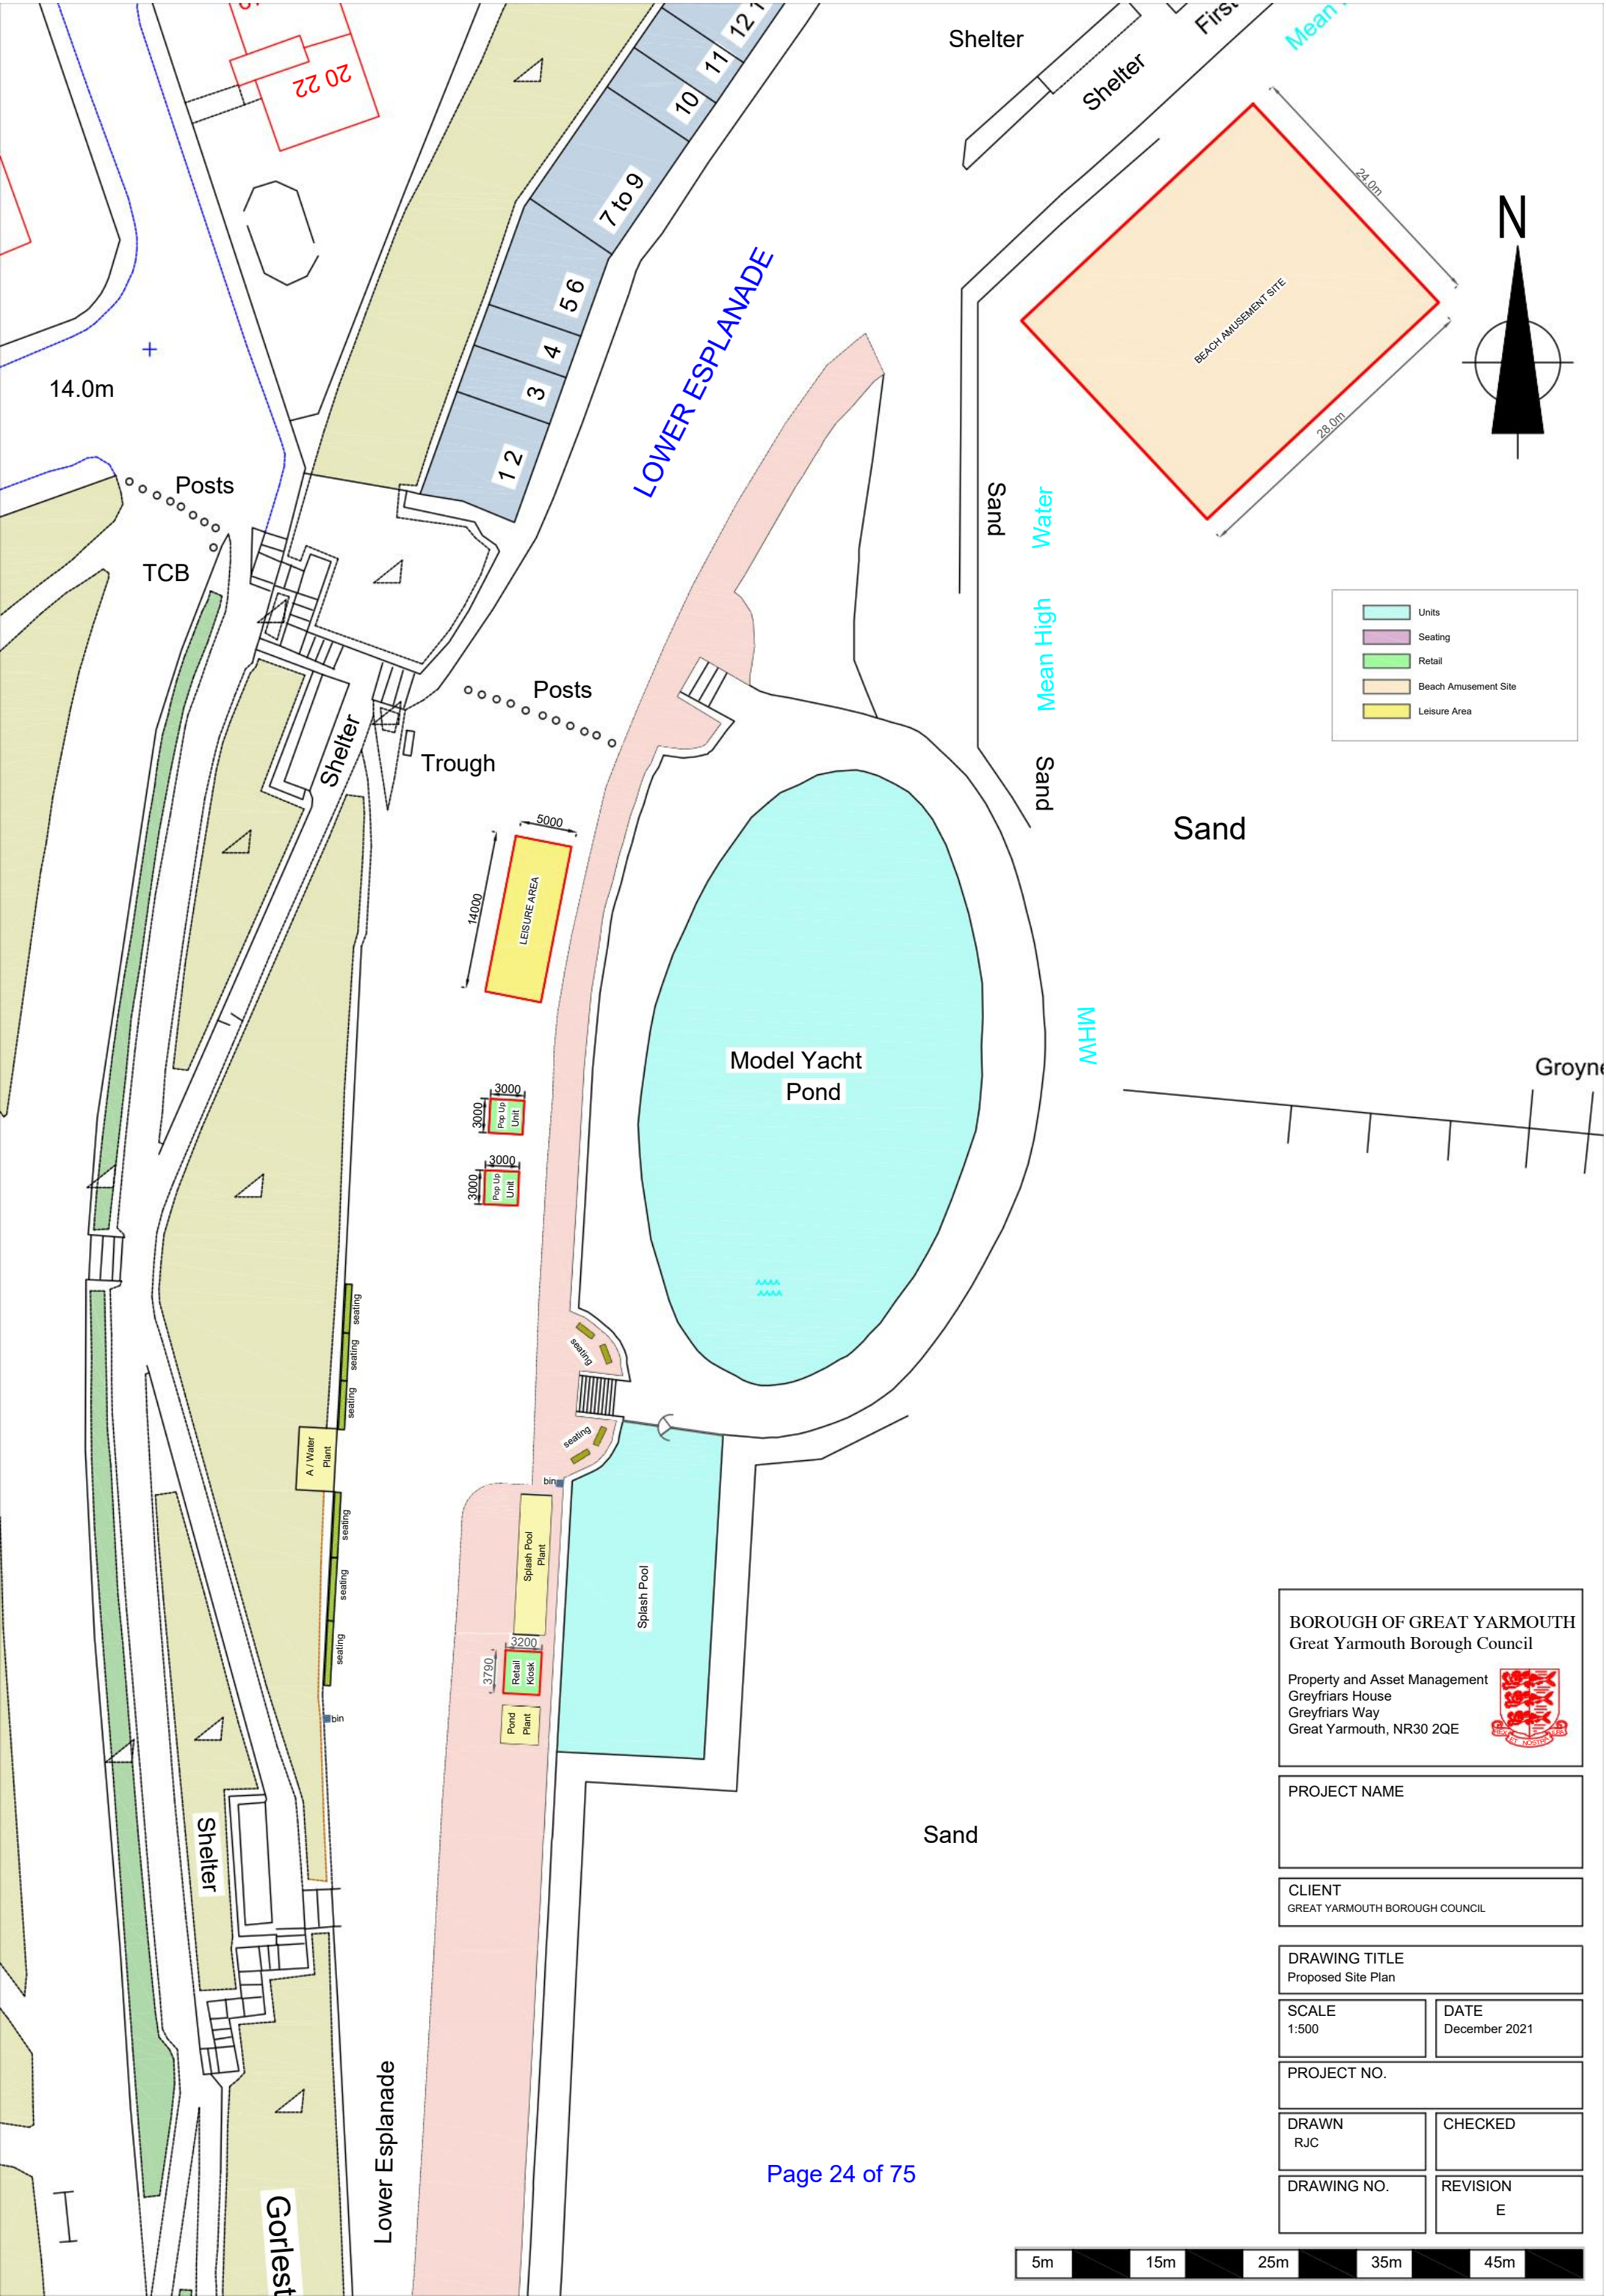 Shelter
Shelter
20 22
12
11
10
7 to 9
5 6
4
3
1 2
LOWER ESPLANADE
24.0m
28.0m
BEACH AMUSEMENT SITE
N
14.0m
Posts
TCB
Sand
Water
Mean High
Sand
Units
Seating
Retail
Beach Amusement Site
Leisure Area
Posts
Shelter
Trough
Sand
5000
14000
LEISURE AREA
MHW
Model Yacht
Pond
3000
3000
Pop Up
Unit
3000
3000
Pop Up
Unit
seating
seating
seating
seating
A / Water
Plant
seating
bin
seating
seating
seating
Splash Pool
Plant
Splash Pool
3200
3790
Retail
Kiosk
Pond
Plant
bin
Shelter
Sand
Lower Esplanade
BOROUGH OF GREAT YARMOUTH
Great Yarmouth Borough Council
Property and Asset Management
Greyfriars House
Greyfriars Way
Great Yarmouth, NR30 2QE
PROJECT NAME
CLIENT
GREAT YARMOUTH BOROUGH COUNCIL
DRAWING TITLE
Proposed Site Plan
SCALE
1:500
DATE
December 2021
PROJECT NO.
DRAWN
RJC
CHECKED
DRAWING NO.
REVISION
E
Page 24 of 75
5m 15m 25m 35m 45m